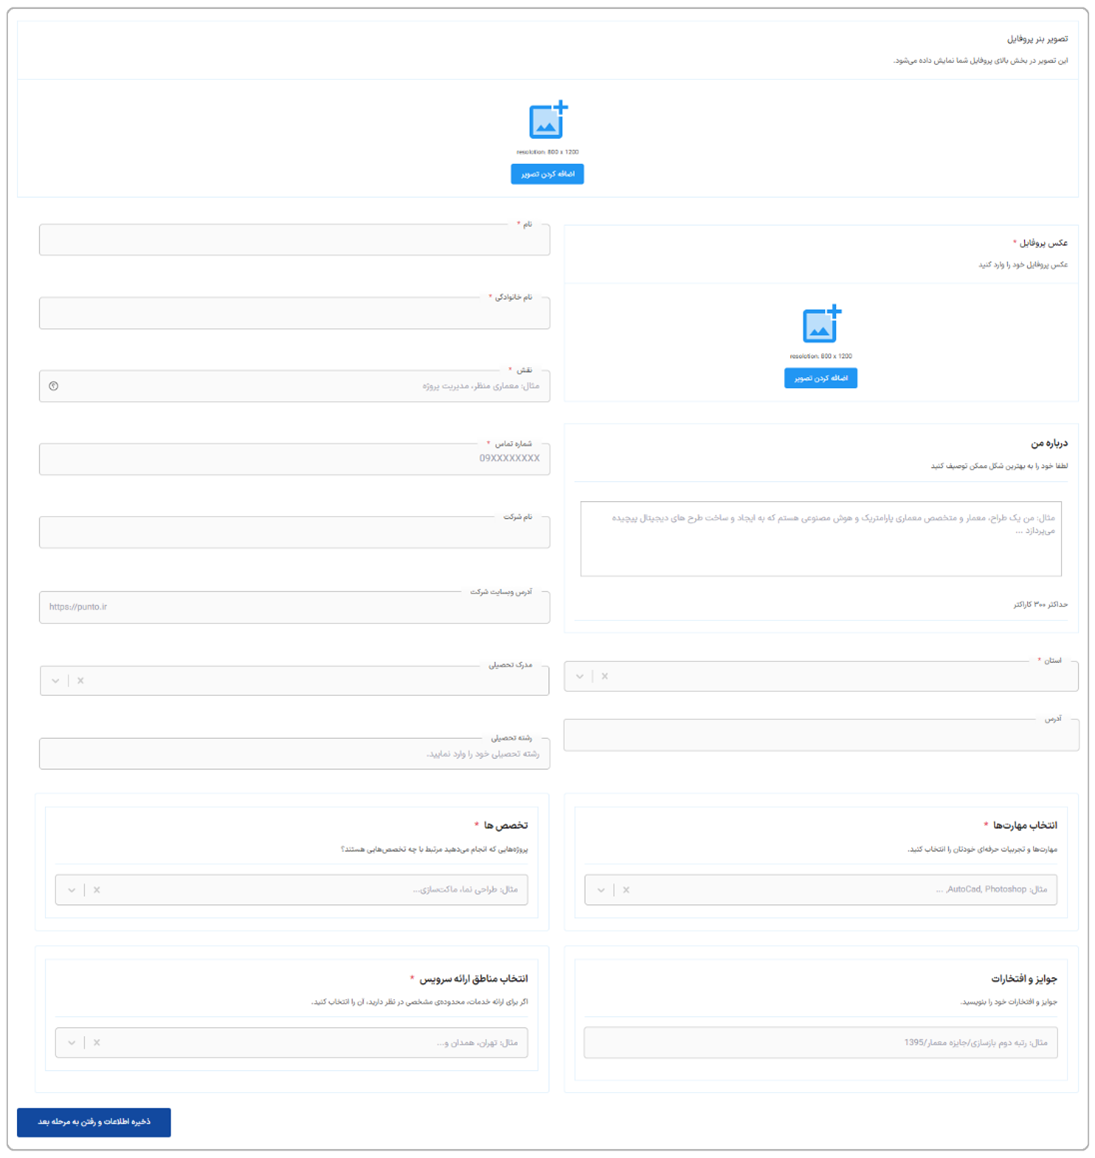 تصویر بنر پروفایل
این تصویر در بخش بالای پروفایل شما نمایش داده می‌شود.
resolution: 800 x 1200
اضافه کردن تصویر
عکس پروفایل *
عکس پروفایل خود را وارد کنید
resolution: 800 x 1200
اضافه کردن تصویر
نام *
نام خانوادگی *
نقش *
مثال: معماری منظر، مدیریت پروژه
شماره تماس *
09XXXXXXXX
نام شرکت
آدرس وبسایت شرکت
https://punto.ir
درباره من
لطفا خود را به بهترین شکل ممکن توصیف کنید
مثال: من یک طراح، معمار و متخصص معماری پارامتریک و هوش مصنوعی هستم که به ایجاد و ساخت طرح های دیجیتال پیچیده
می‌پردازد ...
حداکثر ۳۰۰ کاراکتر
استان *
مدرک تحصیلی
آدرس
رشته تحصیلی
رشته تحصیلی خود را وارد نمایید.
انتخاب مهارت‌ها *
مهارت‌ها و تجربیات حرفه‌ای خودتان را انتخاب کنید.
مثال: AutoCad, Photoshop, ...
تخصص ها *
پروژه‌هایی که انجام می‌دهید مرتبط با چه تخصص‌هایی هستند؟
مثال: طراحی نما، ماکت‌سازی...
جوایز و افتخارات
جوایز و افتخارات خود را بنویسید.
مثال: رتبه دوم بازسازی/جایزه معمار/1395
انتخاب مناطق ارائه سرویس *
اگر برای ارائه خدمات، محدوده‌ی مشخصی در نظر دارید، آن را انتخاب کنید.
مثال: تهران، همدان و...
ذخیره اطلاعات و رفتن به مرحله بعد